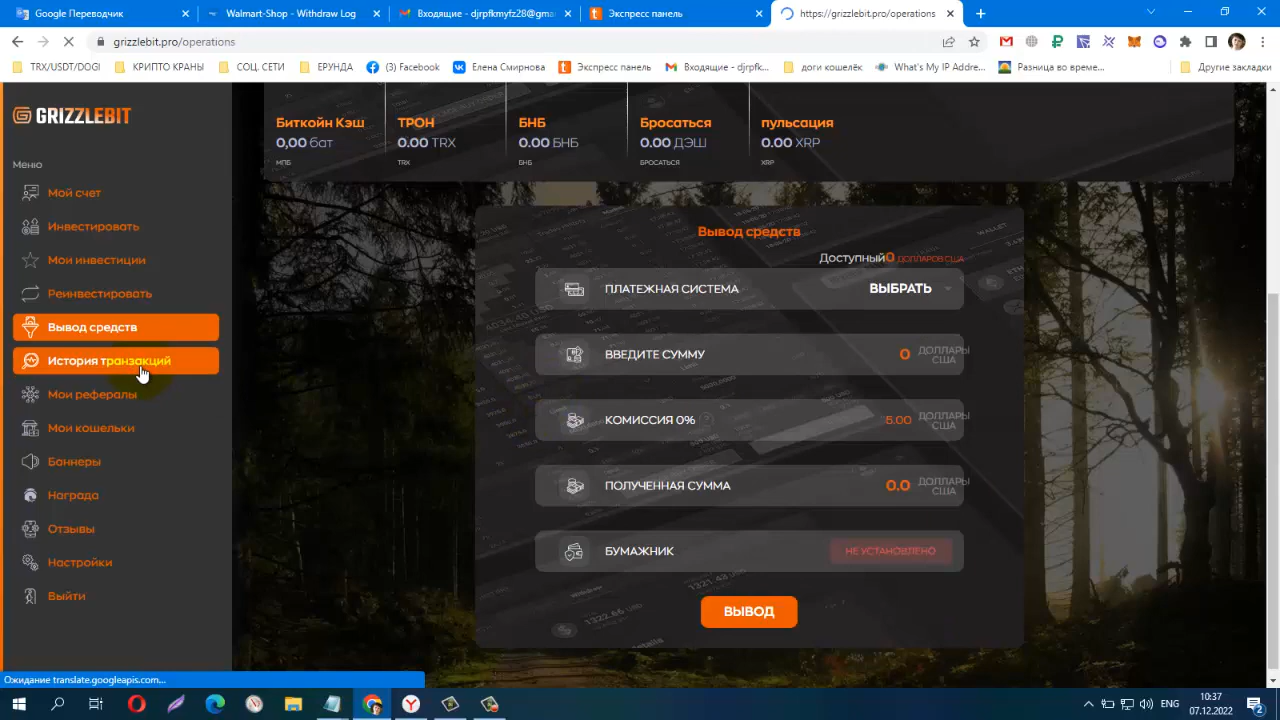 Google Переводчик
Walmart-Shop - Withdraw Log
Входящие - djrpfkmyfz28@gma
Экспресс панель
https://grizzlebit.pro/operations
grizzlebit.pro/operations
TRX/USDT/DOGI
КРИПТО КРАНЫ
СОЦ. СЕТИ
ЕРУНДА
(3) Facebook
Елена Смирнова
Экспресс панель
Входящие - djrpfk...
доги кошелёк
What's My IP Addre...
Разница во време...
Другие закладки
GRIZZLEBIT
Меню
Мой счет
Инвестировать
Мои инвестиции
Реинвестировать
Вывод средств
История транзакций
Мои рефералы
Мои кошельки
Баннеры
Награда
Отзывы
Настройки
Выйти
Биткойн Кэш
0,00 бат
МПБ
ТРОН
0.00 TRX
TRX
БНБ
0.00 БНБ
БНБ
Бросаться
0.00 ДЭШ
БРОСАТЬСЯ
пульсация
0.00 XRP
XRP
Вывод средств
Доступный0 ДОЛЛАРОВ США
ПЛАТЕЖНАЯ СИСТЕМА
ВЫБРАТЬ
ВВЕДИТЕ СУММУ
0 ДОЛЛАРЫ США
КОМИССИЯ 0% ?
5.00 ДОЛЛАРЫ США
ПОЛУЧЕННАЯ СУММА
0.0 ДОЛЛАРЫ США
БУМАЖНИК
НЕ УСТАНОВЛЕНО
ВЫВОД
Ожидание translate.googleapis.com...
ENG
10:37
07.12.2022
2